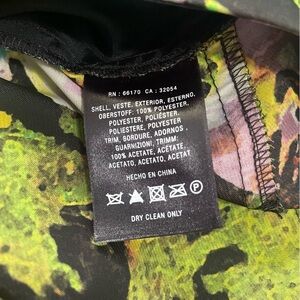 RN : 66170 CA : 32054
SHELL, VESTE, EXTERIOR, ESTERNO,
OBERSTOFF: 100% POLYESTER,
POLYESTER, POLIÉSTER,
POLIESTERE, POLYESTER
TRIM, BORDURE, ADORNOS,
GUARNIZIONI, TRIMM:
100% ACETATE, ACÉTATE,
ACETATO, ACETATO, ACETAT
HECHO EN CHINA
P
DRY CLEAN ONLY